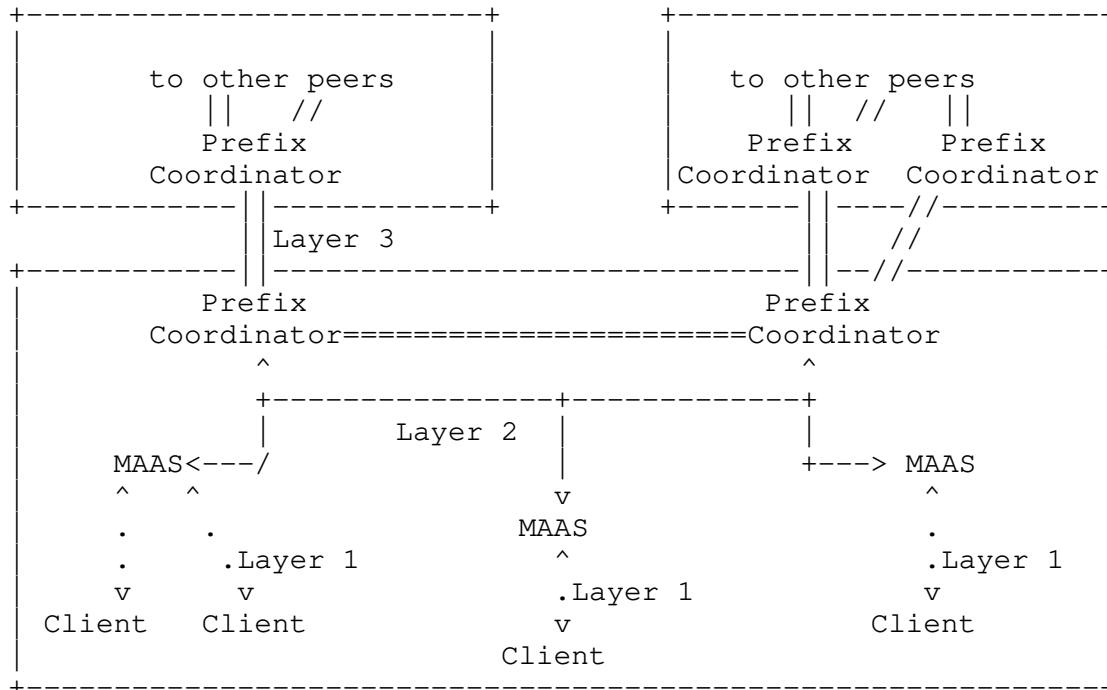 to other peers to other peers
Prefix Prefix Prefix
Coordinator Coordinator Coordinator
Layer 3
Prefix Prefix
Coordinator Coordinator
Layer 2
MAAS MAAS
MAAS
Layer 1 Layer 1
Layer 1
Client Client Client
Client